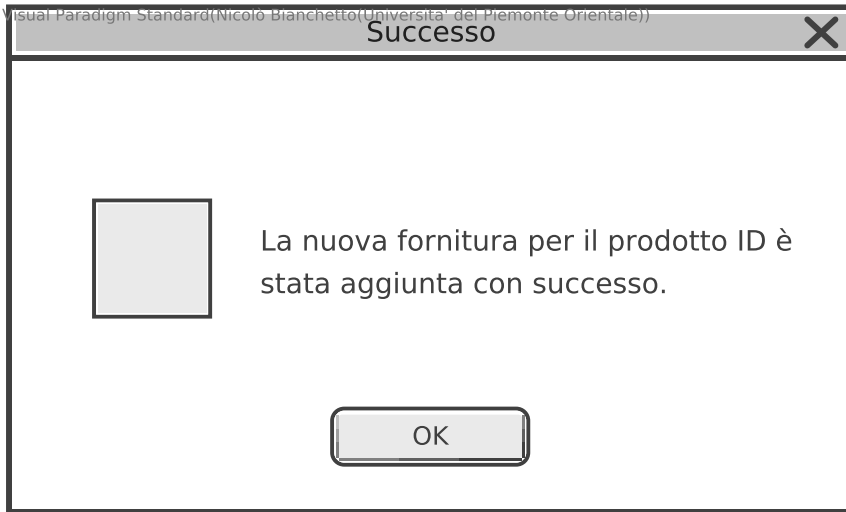 Visual Paradigm Standard(Nicolò Bianchetto(Universita' del Piemonte Orientale))
Successo
La nuova fornitura per il prodotto ID è
stata aggiunta con successo.
OK